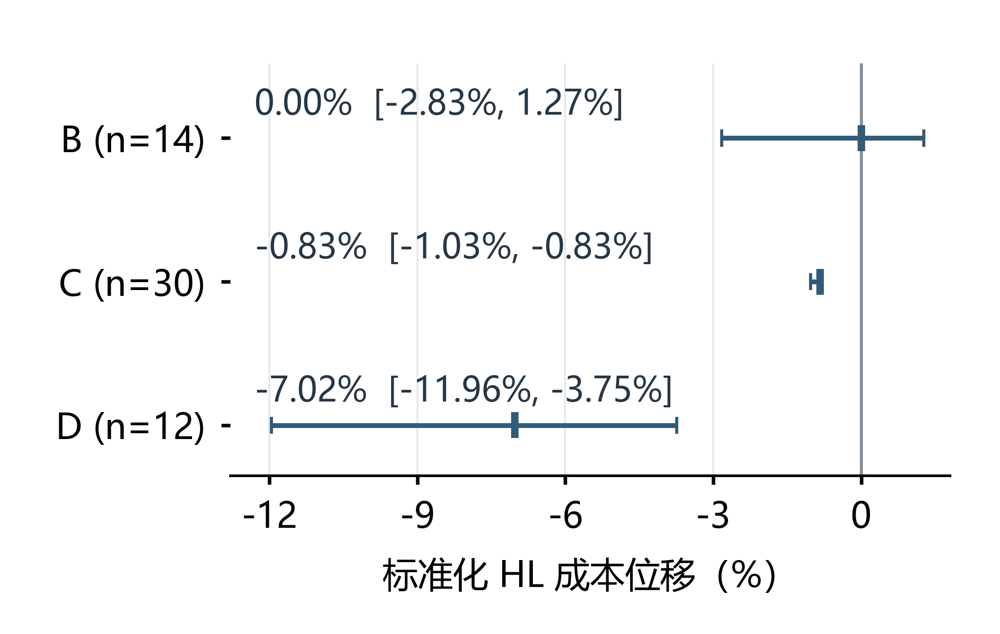 0.00% [-2.83%, 1.27%]
B (n=14)
-0.83% [-1.03%, -0.83%]
C (n=30)
-7.02% [-11.96%, -3.75%]
D (n=12)
-12 -9 -6 -3 0
标准化 HL 成本位移（%）